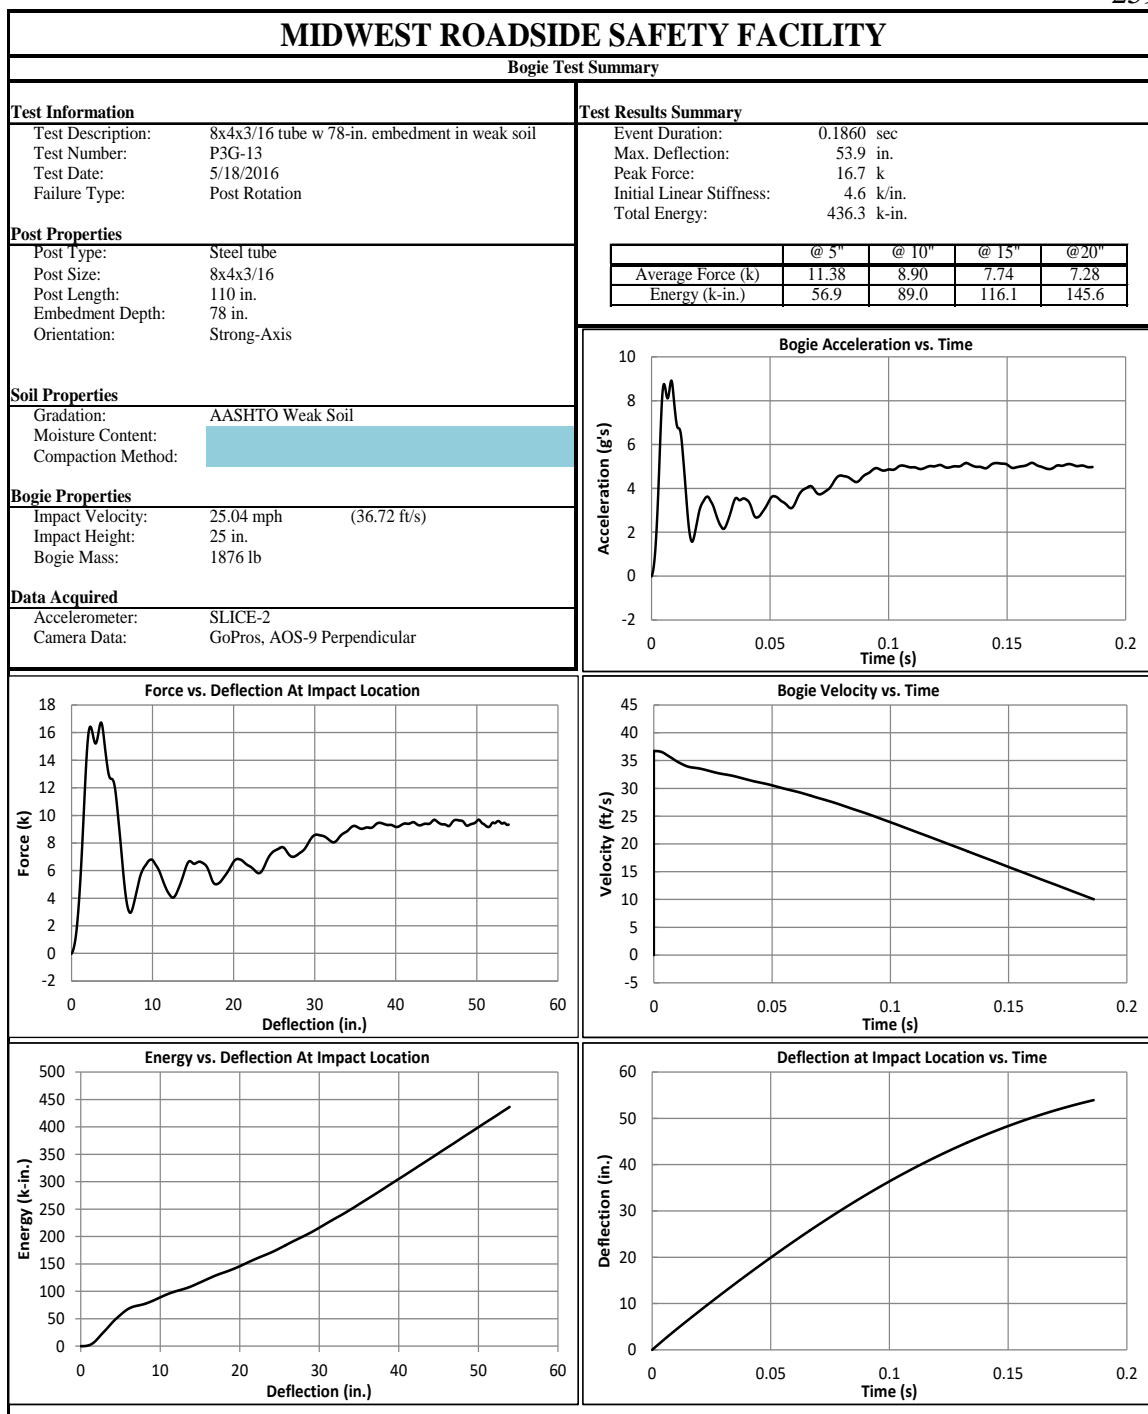 MIDWEST ROADSIDE SAFETY FACILITY
Bogie Test Summary
Test Information
Test Description: 8x4x3/16 tube w 78-in. embedment in weak soil
Test Number: P3G-13
Test Date: 5/18/2016
Failure Type: Post Rotation
Post Properties
Post Type: Steel tube
Post Size: 8x4x3/16
Post Length: 110 in.
Embedment Depth: 78 in.
Orientation: Strong-Axis
Soil Properties
Gradation: AASHTO Weak Soil
Moisture Content:
Compaction Method:
Bogie Properties
Impact Velocity: 25.04 mph (36.72 ft/s)
Impact Height: 25 in.
Bogie Mass: 1876 lb
Data Acquired
Accelerometer: SLICE-2
Camera Data: GoPros, AOS-9 Perpendicular
Test Results Summary
Event Duration: 0.1860 sec
Max. Deflection: 53.9 in.
Peak Force: 16.7 k
Initial Linear Stiffness: 4.6 k/in.
Total Energy: 436.3 k-in.
@ 5" @ 10" @ 15" @20"
Average Force (k) 11.38 8.90 7.74 7.28
Energy (k-in.) 56.9 89.0 116.1 145.6
Bogie Acceleration vs. Time
10
8
6
4
2
0
-2
Acceleration (g's)
0 0.05 0.1 0.15 0.2
Time (s)
Force vs. Deflection At Impact Location
18
16
14
12
10
8
6
4
2
0
-2
Force (k)
0 10 20 30 40 50 60
Deflection (in.)
Bogie Velocity vs. Time
45
40
35
30
25
20
15
10
5
0
-5
Velocity (ft/s)
0 0.05 0.1 0.15 0.2
Time (s)
Energy vs. Deflection At Impact Location
500
450
400
350
300
250
200
150
100
50
0
Energy (k-in.)
0 10 20 30 40 50 60
Deflection (in.)
Deflection at Impact Location vs. Time
60
50
40
30
20
10
0
Deflection (in.)
0 0.05 0.1 0.15 0.2
Time (s)